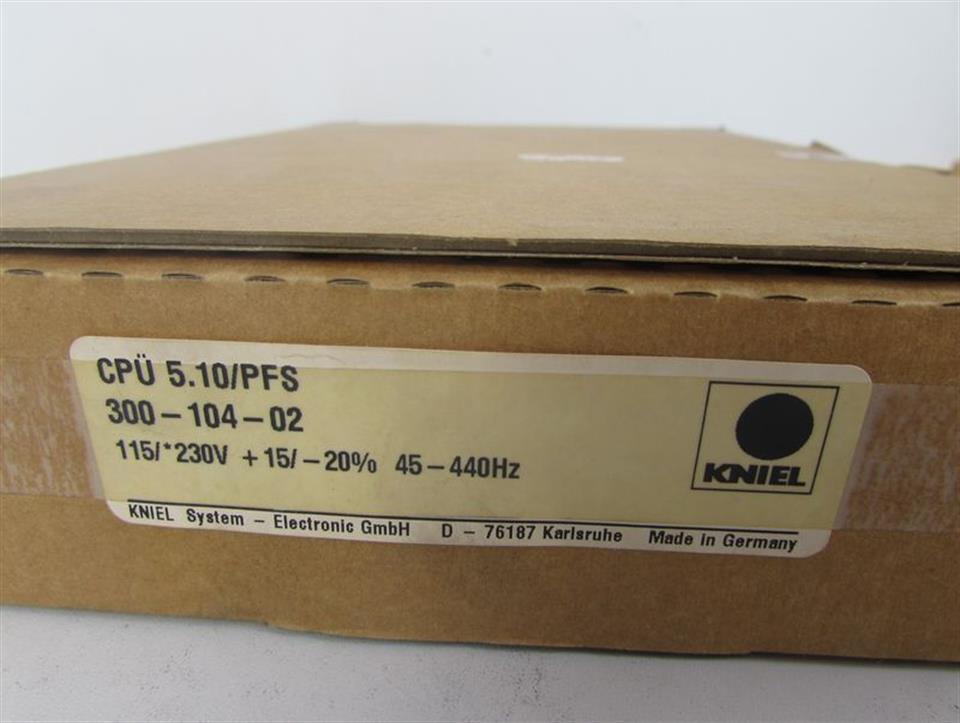 CPÜ 5.10/PFS
300-104-02
115/*230V +15/-20% 45-440Hz
KNIEL
KNIEL System - Electronic GmbH D - 76187 Karlsruhe Made in Germany